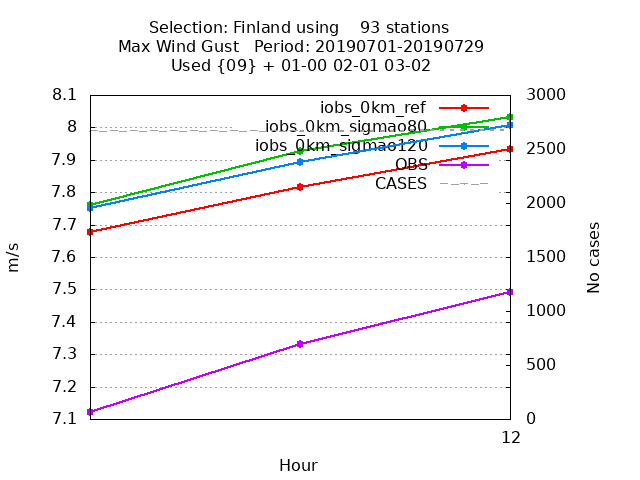 Selection: Finland using    93 stations
Max Wind Gust   Period: 20190701-20190729
Used {09} + 01-00 02-01 03-02
8.1
8
7.9
7.8
7.7
7.6
7.5
7.4
7.3
7.2
7.1
m/s
iobs_0km_ref
iobs_0km_sigmao80
iobs_0km_sigmao120
OBS
CASES
3000
2500
2000
1500
1000
500
0
No cases
12
Hour